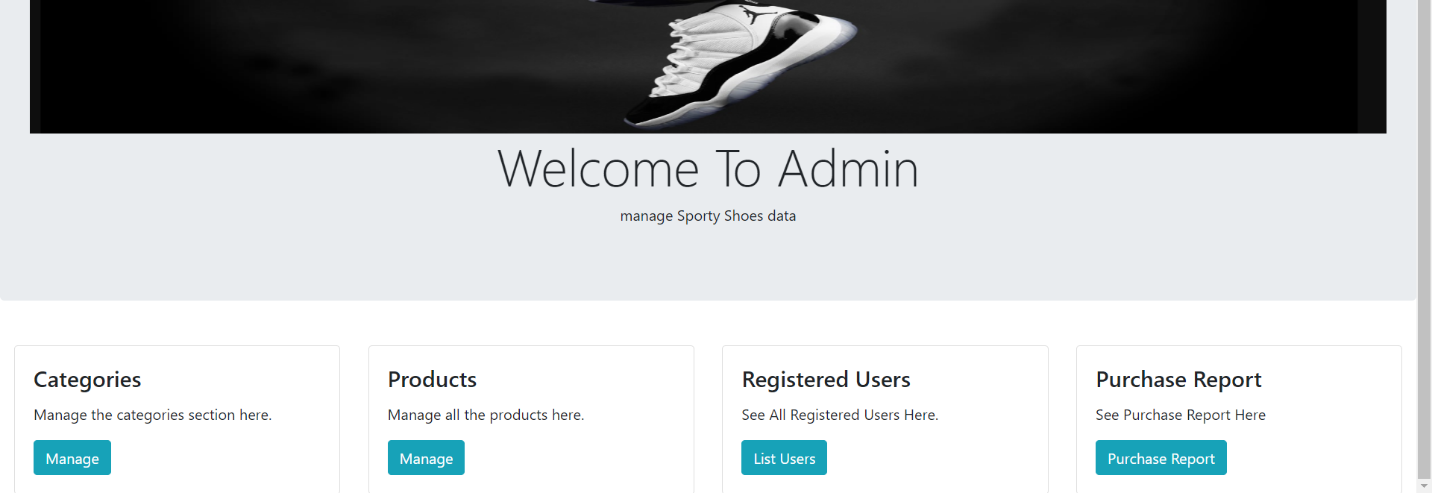 Welcome To Admin
manage Sporty Shoes data
Categories
Manage the categories section here.
Manage
Products
Manage all the products here.
Manage
Registered Users
See All Registered Users Here.
List Users
Purchase Report
See Purchase Report Here
Purchase Report